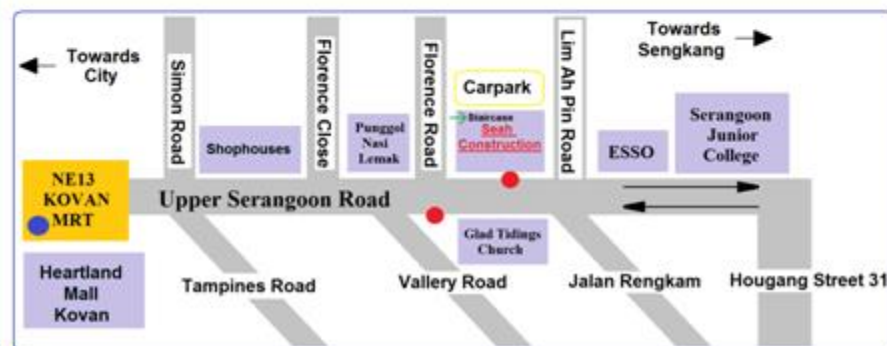 Towards
City
Simon Road
Florence Close
Florence Road
Lim Ah Pin Road
Towards
Sengkang
Carpark
Staircase
Seah
Construction
Shophouses
Punggol
Nasi
Lemak
ESSO
Serangoon
Junior
College
NE13
KOVAN
MRT
Upper Serangoon Road
Glad Tidings
Church
Heartland
Mall
Kovan
Tampines Road
Vallery Road
Jalan Rengkam
Hougang Street 31